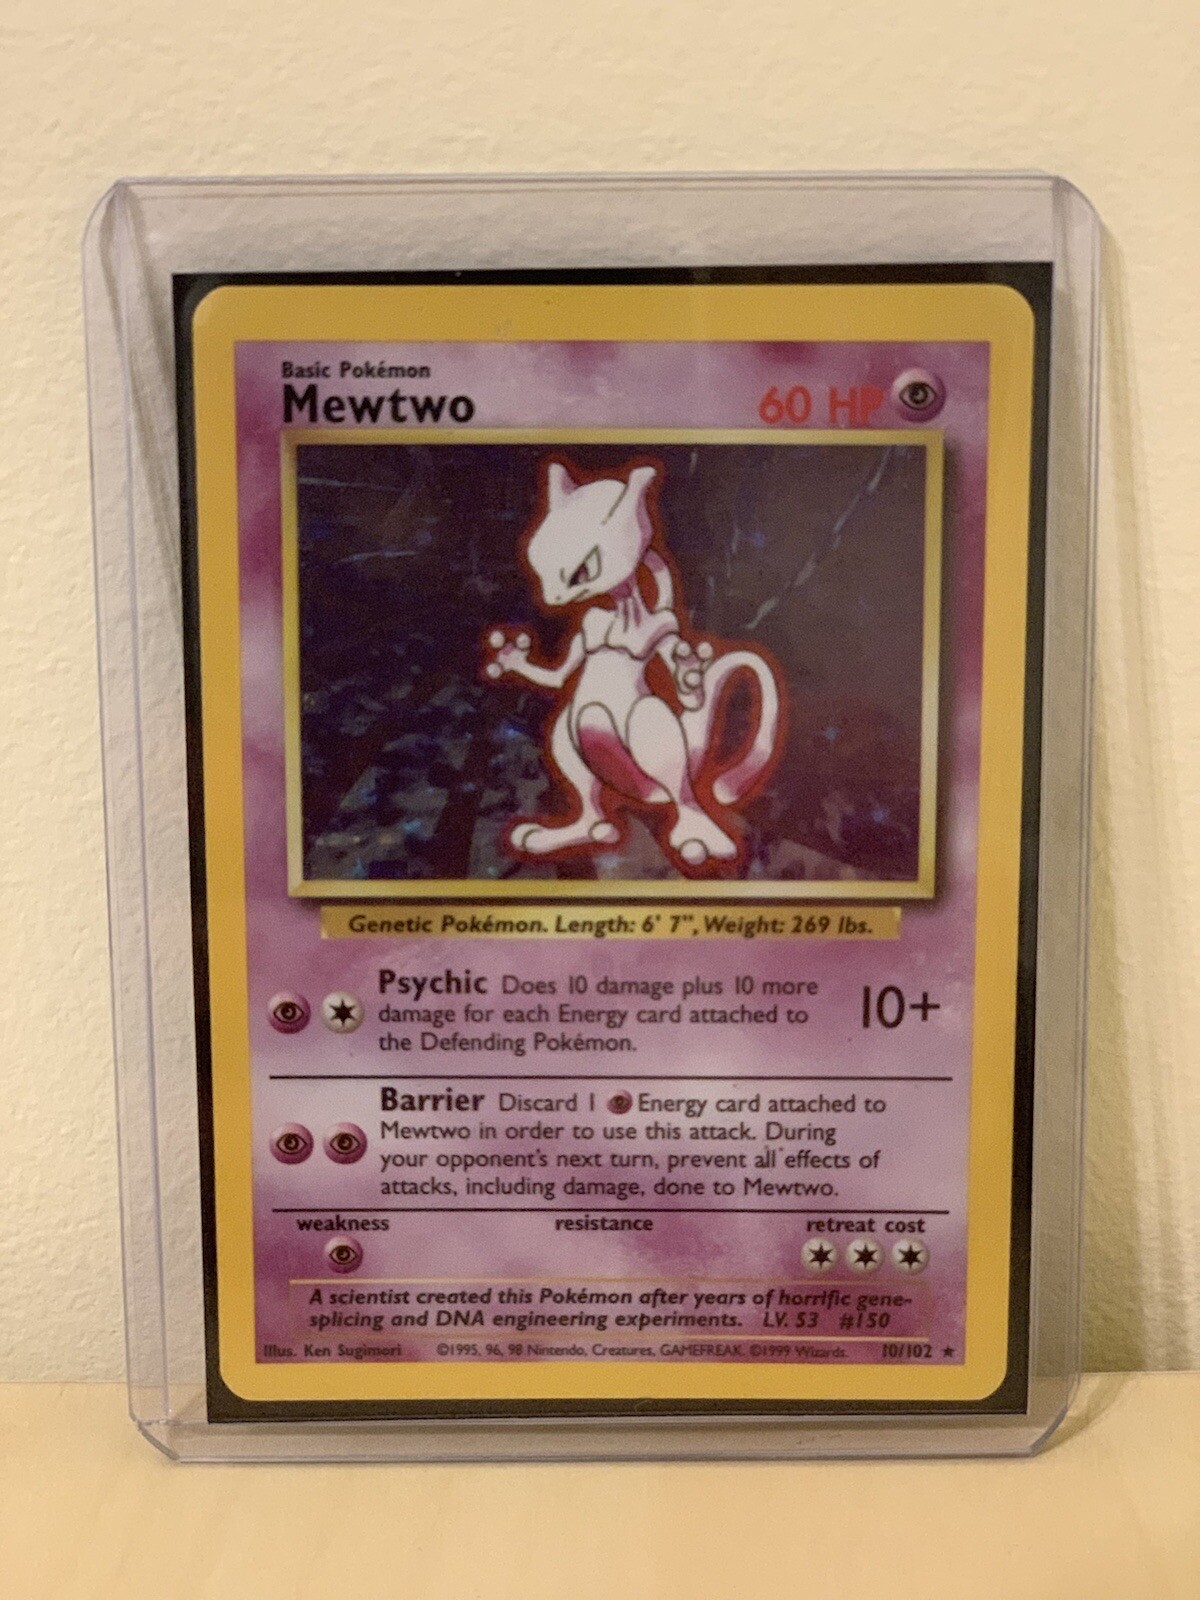 Basic Pokémon
Mewtwo 60 HP
Genetic Pokémon. Length: 6' 7", Weight: 269 lbs.
Psychic Does 10 damage plus 10 more
damage for each Energy card attached to
the Defending Pokémon.
10+
Barrier Discard 1 Energy card attached to
Mewtwo in order to use this attack. During
your opponent's next turn, prevent all effects of
attacks, including damage, done to Mewtwo.
weakness resistance retreat cost
A scientist created this Pokémon after years of horrific gene-
splicing and DNA engineering experiments. LV. 53 #150
Illus. Ken Sugimori ©1995, 96, 98 Nintendo, Creatures, GAMEFREAK. ©1999 Wizards. 10/102 ★